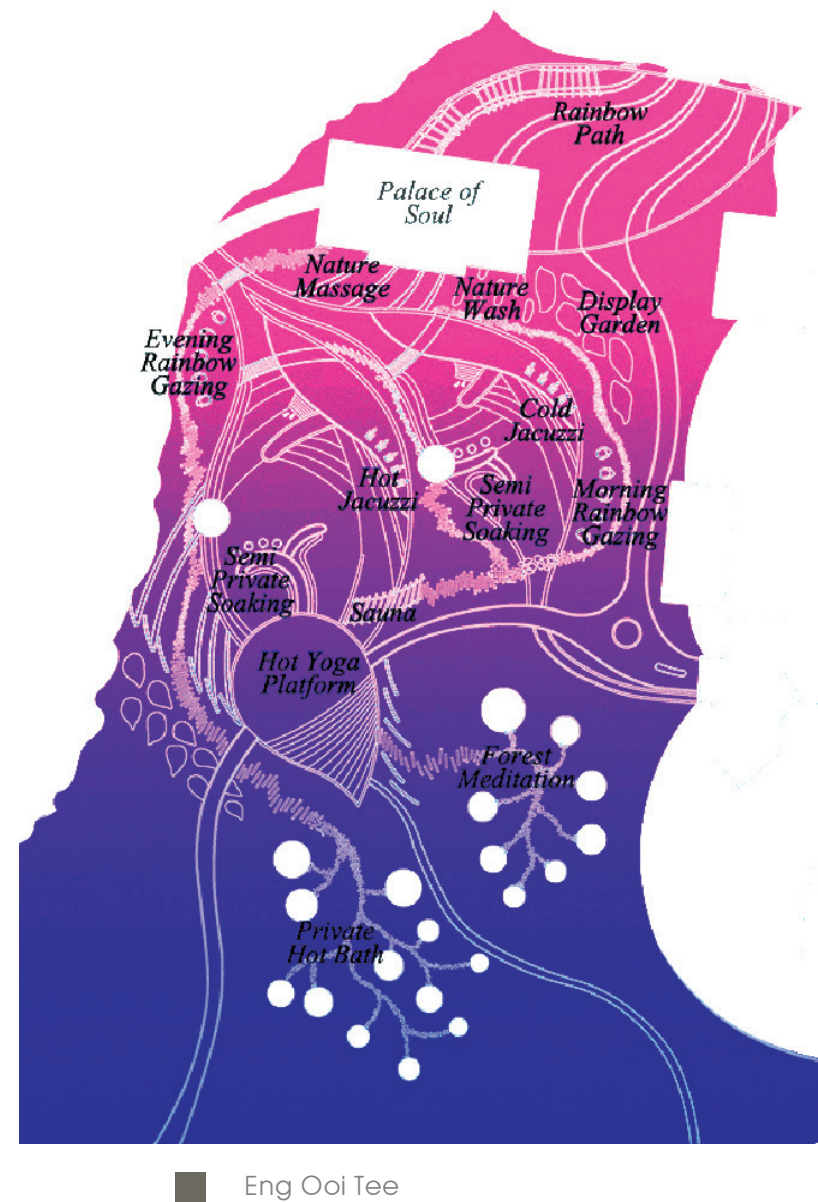 Rainbow
Path
Palace of
Soul
Nature
Massage
Nature
Wash
Display
Garden
Evening
Rainbow
Gazing
Cold
Jacuzzi
Hot
Jacuzzi
Semi
Private
Soaking
Morning
Rainbow
Gazing
Semi
Private
Soaking
Sauna
Hot Yoga
Platform
Forest
Meditation
Private
Hot Bath
Eng Ooi Tee